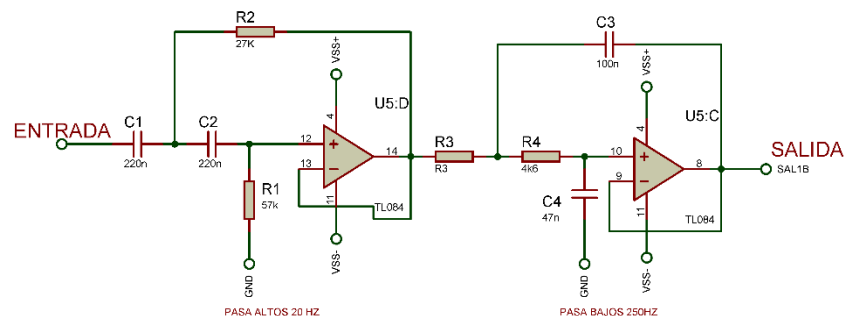 R2
27K
C3
100n
VSS+
VSS+
U5:D
U5:C
ENTRADA
C1
220n
C2
220n
4
12
13
14
11
R3
R3
R4
4k6
4
10
9
8
11
SALIDA
SAL1B
R1
57k
TL084
C4
47n
TL084
GND
VSS-
GND
VSS-
PASA ALTOS 20 HZ
PASA BAJOS 250HZ